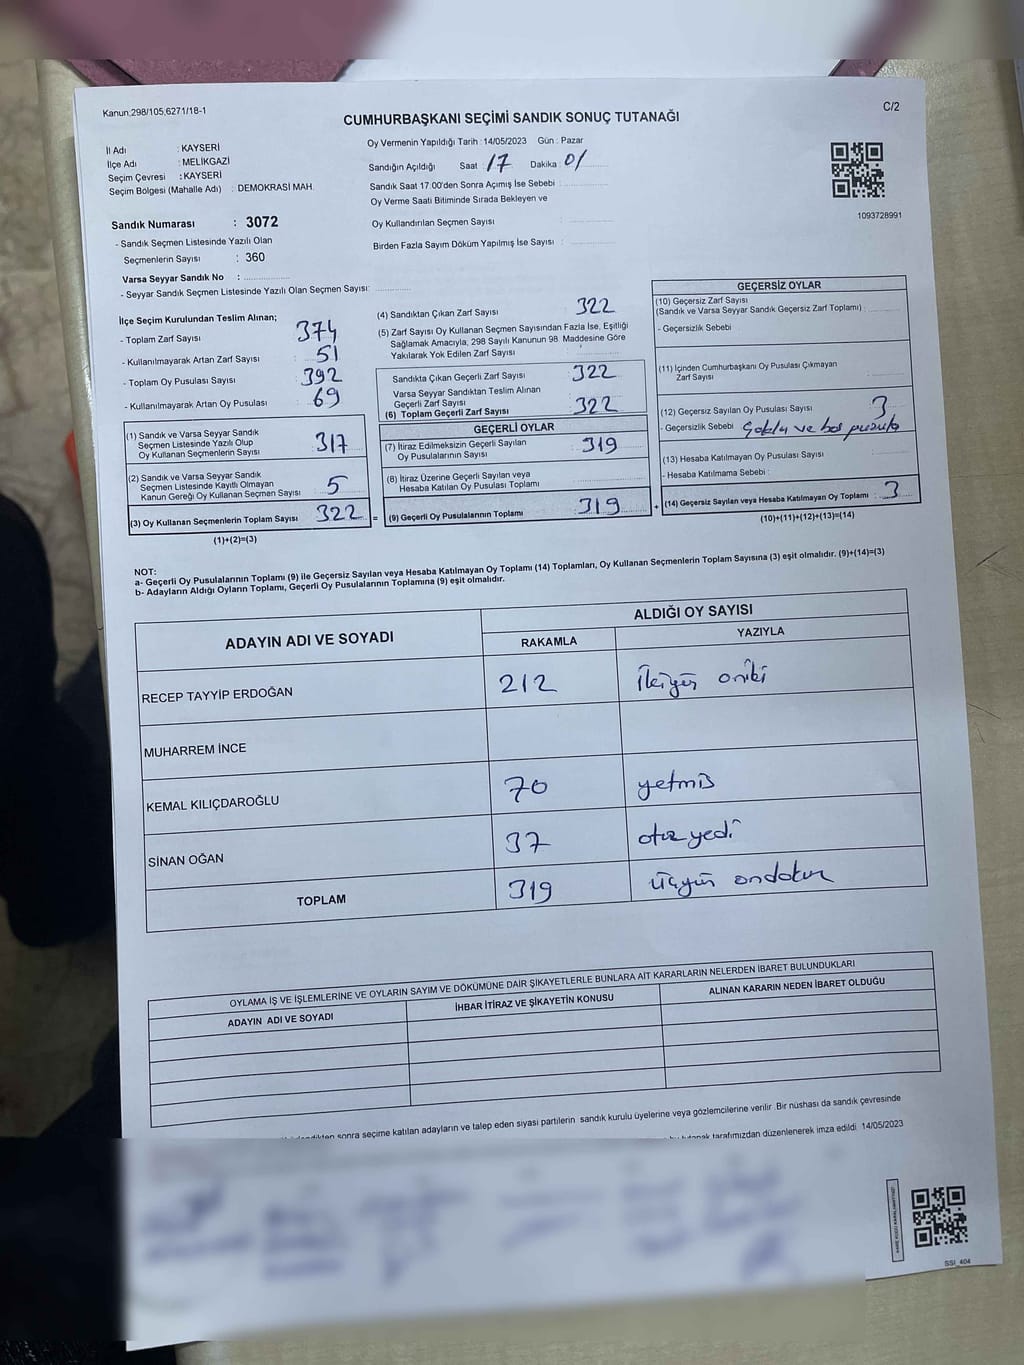 Kanun;298/105,6271/18-1
C/2
CUMHURBAŞKANI SEÇİMİ SANDIK SONUÇ TUTANAĞI
İl Adı : KAYSERİ
İlçe Adı : MELİKGAZİ
Seçim Çevresi : KAYSERİ
Seçim Bölgesi (Mahalle Adı) : DEMOKRASİ MAH.
Oy Vermenin Yapıldığı Tarih : 14/05/2023 Gün : Pazar
Sandığın Açıldığı Saat : 17 Dakika : 01
Sandık Saat 17:00'den Sonra Açımış İse Sebebi :
Oy Verme Saati Bitiminde Sırada Bekleyen ve
Oy Kullandırılan Seçmen Sayısı :
Birden Fazla Sayım Döküm Yapılmış İse Sayısı :
1093728991
Sandık Numarası : 3072
- Sandık Seçmen Listesinde Yazılı Olan
Seçmenlerin Sayısı : 360
Varsa Seyyar Sandık No :
- Seyyar Sandık Seçmen Listesinde Yazılı Olan Seçmen Sayısı:
İlçe Seçim Kurulundan Teslim Alınan;
- Toplam Zarf Sayısı : 374
- Kullanılmayarak Artan Zarf Sayısı : 51
- Toplam Oy Pusulası Sayısı : 392
- Kullanılmayarak Artan Oy Pusulası : 69
(1) Sandık ve Varsa Seyyar Sandık
Seçmen Listesinde Yazılı Olup
Oy Kullanan Seçmenlerin Sayısı : 317
(2) Sandık ve Varsa Seyyar Sandık
Seçmen Listesinde Kayıtlı Olmayan
Kanun Gereği Oy Kullanan Seçmen Sayısı : 5
(3) Oy Kullanan Seçmenlerin Toplam Sayısı : 322 =
(1)+(2)=(3)
(4) Sandıktan Çıkan Zarf Sayısı : 322
(5) Zarf Sayısı Oy Kullanan Seçmen Sayısından Fazla İse, Eşitliği
Sağlamak Amacıyla, 298 Sayılı Kanunun 98. Maddesine Göre
Yakılarak Yok Edilen Zarf Sayısı :
Sandıkta Çıkan Geçerli Zarf Sayısı : 322
Varsa Seyyar Sandıktan Teslim Alınan
Geçerli Zarf Sayısı :
(6) Toplam Geçerli Zarf Sayısı : 322
GEÇERLİ OYLAR
(7) İtiraz Edilmeksizin Geçerli Sayılan
Oy Pusulalarının Sayısı : 319
(8) İtiraz Üzerine Geçerli Sayılan veya
Hesaba Katılan Oy Pusulası Toplamı :
(9) Geçerli Oy Pusulalarının Toplamı : 319 +
GEÇERSİZ OYLAR
(10) Geçersiz Zarf Sayısı
(Sandık ve Varsa Seyyar Sandık Geçersiz Zarf Toplamı) :
- Geçersizlik Sebebi
(11) İçinden Cumhurbaşkanı Oy Pusulası Çıkmayan
Zarf Sayısı :
(12) Geçersiz Sayılan Oy Pusulası Sayısı : 3
- Geçersizlik Sebebi ve boş pusula
(13) Hesaba Katılmayan Oy Pusulası Sayısı :
- Hesaba Katılmama Sebebi :
(14) Geçersiz Sayılan veya Hesaba Katılmayan Oy Toplamı : 3
(10)+(11)+(12)+(13)=(14)
NOT:
a- Geçerli Oy Pusulalarının Toplamı (9) ile Geçersiz Sayılan veya Hesaba Katılmayan Oy Toplamı (14) Toplamları, Oy Kullanan Seçmenlerin Toplam Sayısına (3) eşit olmalıdır. (9)+(14)=(3)
b- Adayların Aldığı Oyların Toplamı, Geçerli Oy Pusulalarının Toplamına (9) eşit olmalıdır.
ADAYIN ADI VE SOYADI
ALDIĞI OY SAYISI
RAKAMLA YAZIYLA
RECEP TAYYİP ERDOĞAN 212 ikiyüz oniki
MUHARREM İNCE
KEMAL KILIÇDAROĞLU 70 yetmiş
SİNAN OĞAN 37 otuz yedi
TOPLAM 319 üçyüz ondokuz
OYLAMA İŞ VE İŞLEMLERİNE VE OYLARIN SAYIM VE DÖKÜMÜNE DAİR ŞİKAYETLERLE BUNLARA AİT KARARLARIN NELERDEN İBARET BULUNDUKLARI
ADAYIN ADI VE SOYADI İHBAR İTİRAZ VE ŞİKAYETİN KONUSU ALINAN KARARIN NEDEN İBARET OLDUĞU
sonra seçime katılan adayların ve talep eden siyasi partilerin sandık kurulu üyelerine veya gözlemcilerine verilir. Bir nüshası da sandık çevresinde
tutanak tarafımızdan düzenlenerek imza edildi. 14/05/2023
SSİ_404